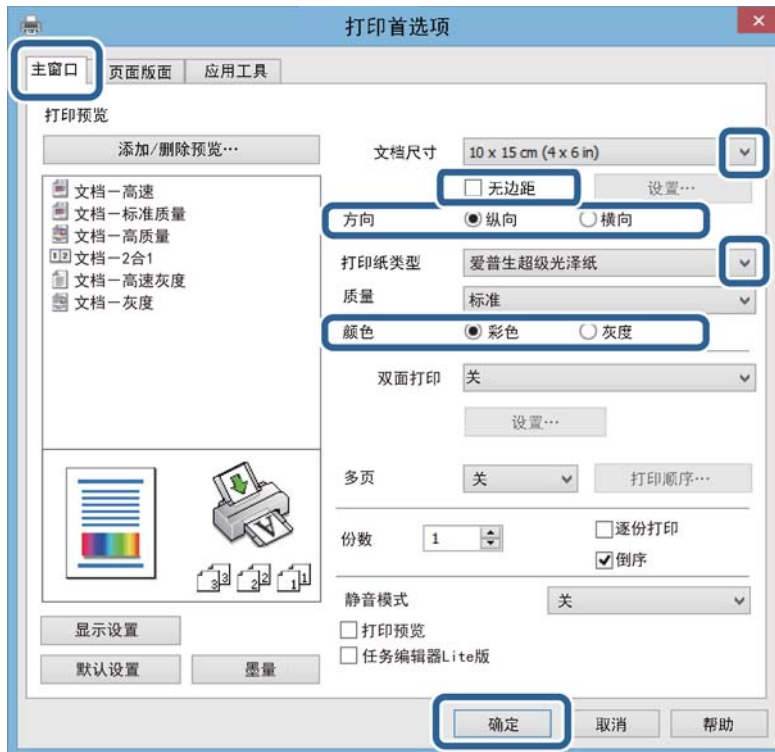 打印首选项
主窗口 页面版面 应用工具
打印预览
添加/删除预览…
文档—高速
文档—标准质量
文档—高质量
1 2 文档—2合1
文档—高速灰度
文档—灰度
文档尺寸 10 x 15 cm (4 x 6 in)
无边距 设置…
方向 纵向 横向
打印纸类型 爱普生超级光泽纸
质量 标准
颜色 彩色 灰度
双面打印 关
设置…
多页 关 打印顺序…
份数 1 逐份打印
倒序
静音模式 关
打印预览
任务编辑器Lite版
A
3 3 2 2 1 1
显示设置
默认设置 墨量
确定 取消 帮助